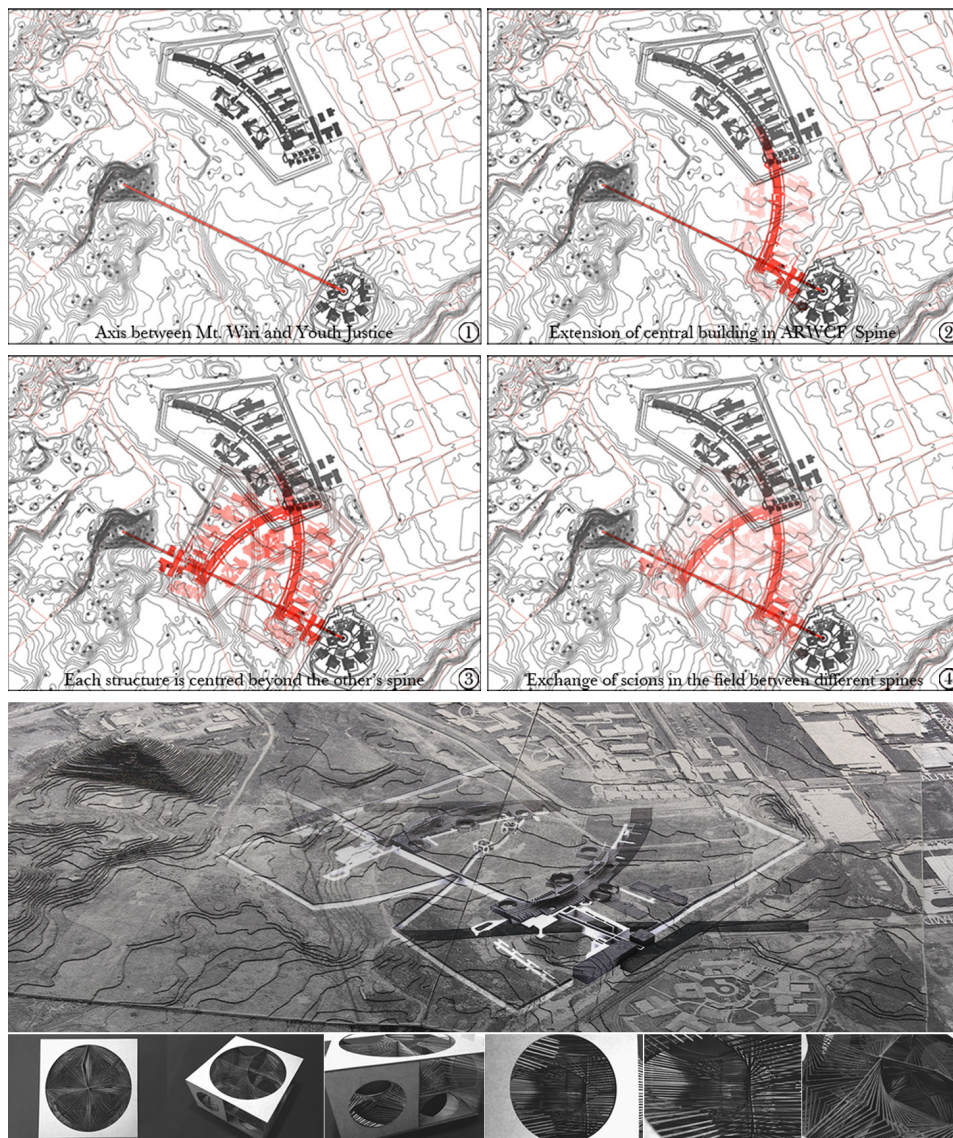 Axis between Mt. Wiri and Youth Justice
1
Extension of central building in ARWCF (Spine)
2
Each structure is centred beyond the other's spine
3
Exchange of scions in the field between different spines
4